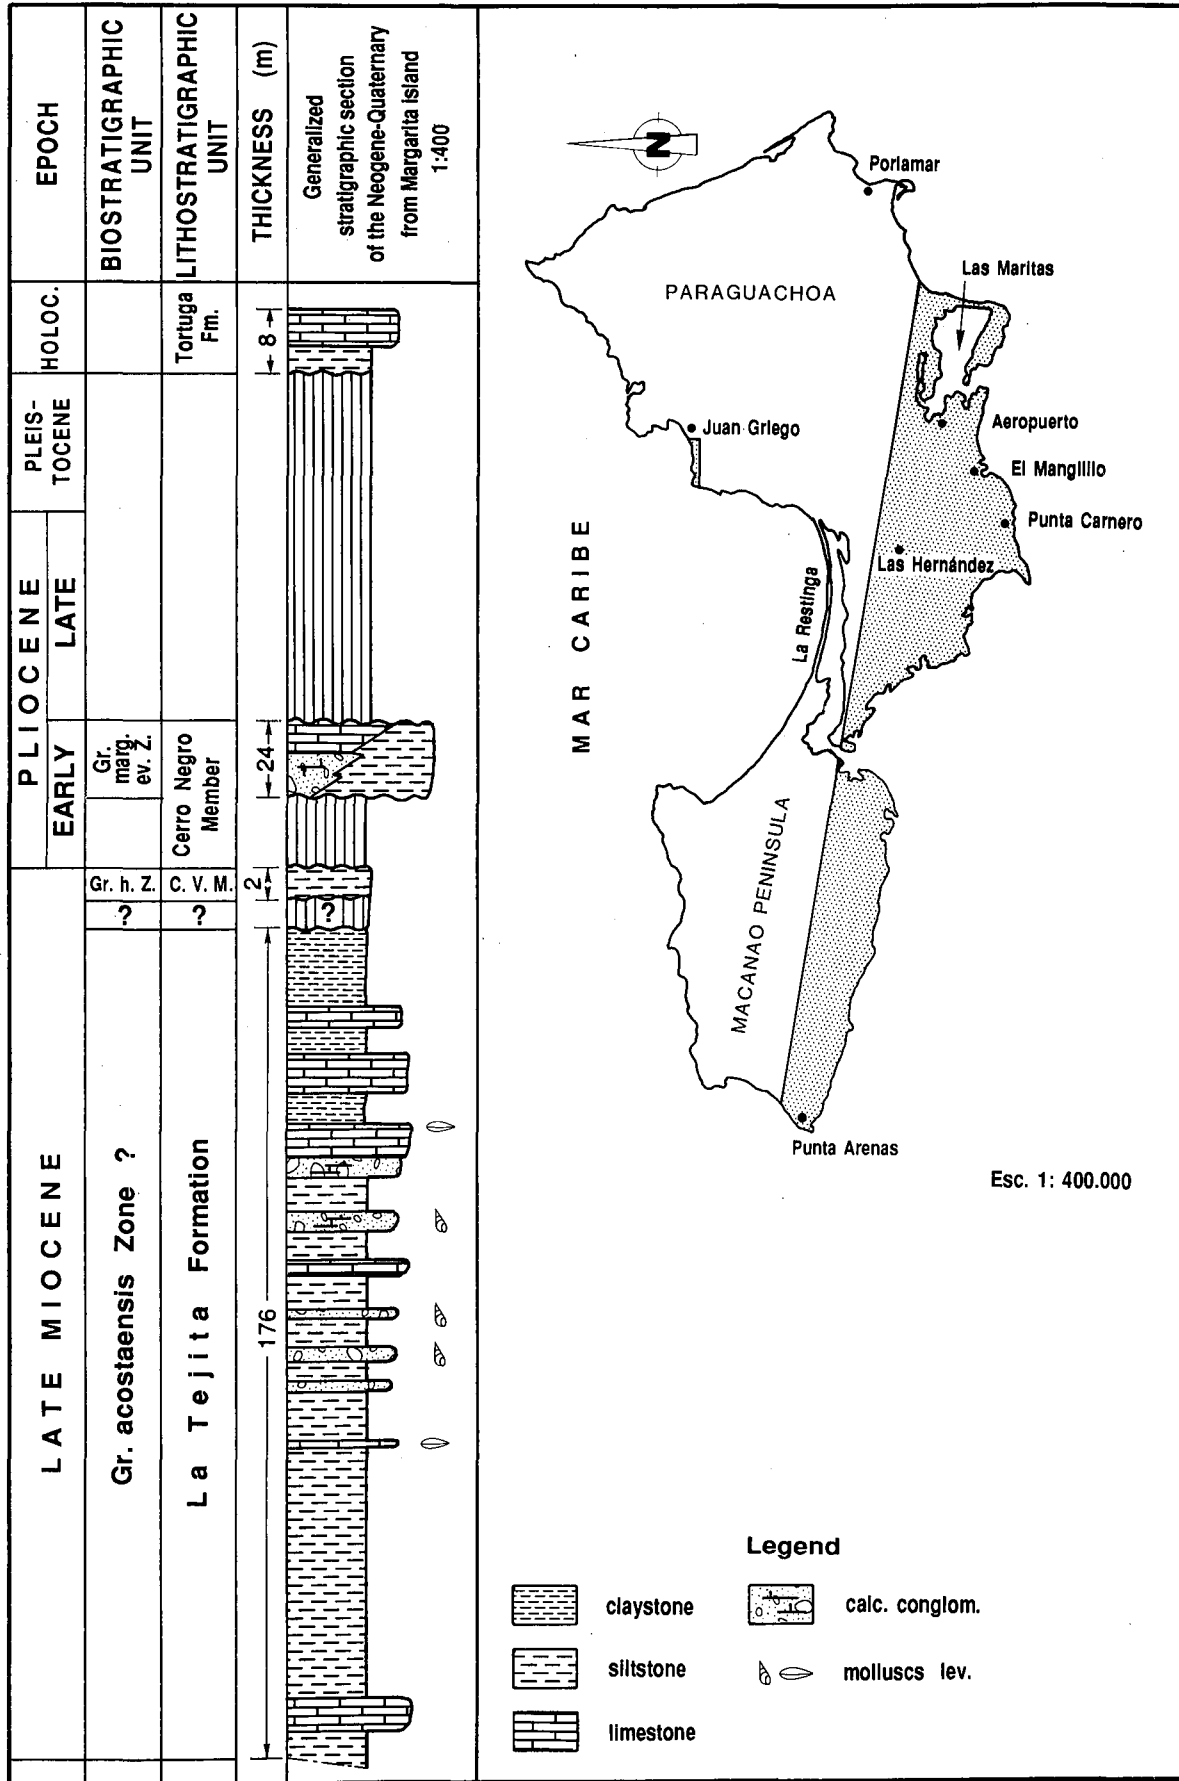 EPOCH
BIOSTRATIGRAPHIC
UNIT
LITHOSTRATIGRAPHIC
UNIT
THICKNESS (m)
Generalized
stratigraphic section
of the Neogene-Quaternary
from Margarita island
1:400
HOLOC.
Tortuga
Fm.
8
PLEIS-
TOCENE
PLIOCENE
LATE
EARLY
Gr.
marg.
ev. Z.
Cerro Negro
Member
24
LATE MIOCENE
Gr. h. Z.
C. V. M.
2
?
?
?
Gr. acostaensis Zone ?
La Tejita Formation
176
N
Porlamar
PARAGUACHOA
Las Maritas
Juan Griego
Aeropuerto
El Manglillo
Punta Carnero
Las Hernández
La Restinga
MAR CARIBE
MACANAO PENINSULA
Punta Arenas
Esc. 1: 400.000
Legend
claystone
siltstone
limestone
calc. conglom.
molluscs lev.